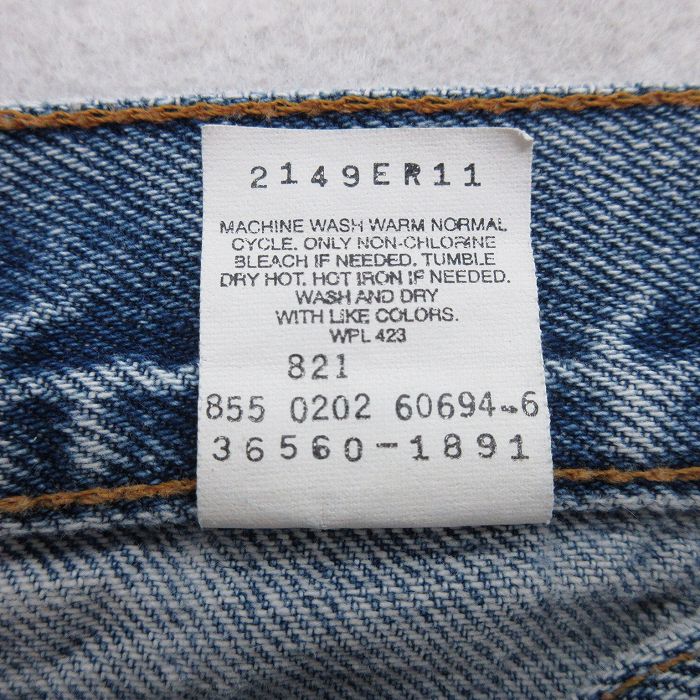 2149ER11
MACHINE WASH WARM NORMAL
CYCLE. ONLY NON-CHLORINE
BLEACH IF NEEDED. TUMBLE
DRY HOT. HOT IRON IF NEEDED.
WASH AND DRY
WITH LIKE COLORS.
WPL 423
821
855 0202 60694-6
36560-1891